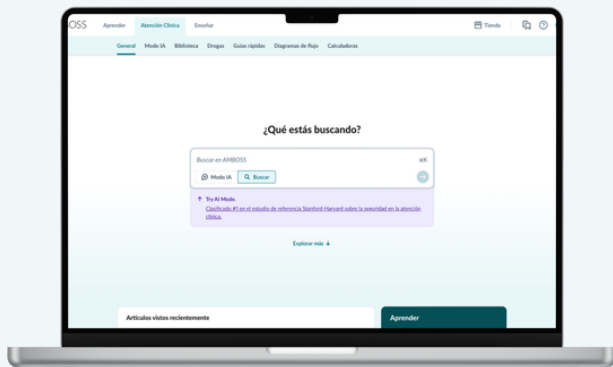 OSS Aprender Atención Clínica Enseñar Tienda
General Modo IA Biblioteca Drogas Guías rápidas Diagramas de flujo Calculadoras
¿Qué estás buscando?
Buscar en AMBOSS ⌘K
Modo IA Buscar
Try AI Mode.
Clasificado #1 en el estudio de referencia Stanford-Harvard sobre la seguridad en la atención
clínica.
Explorar más
Artículos vistos recientemente Aprender